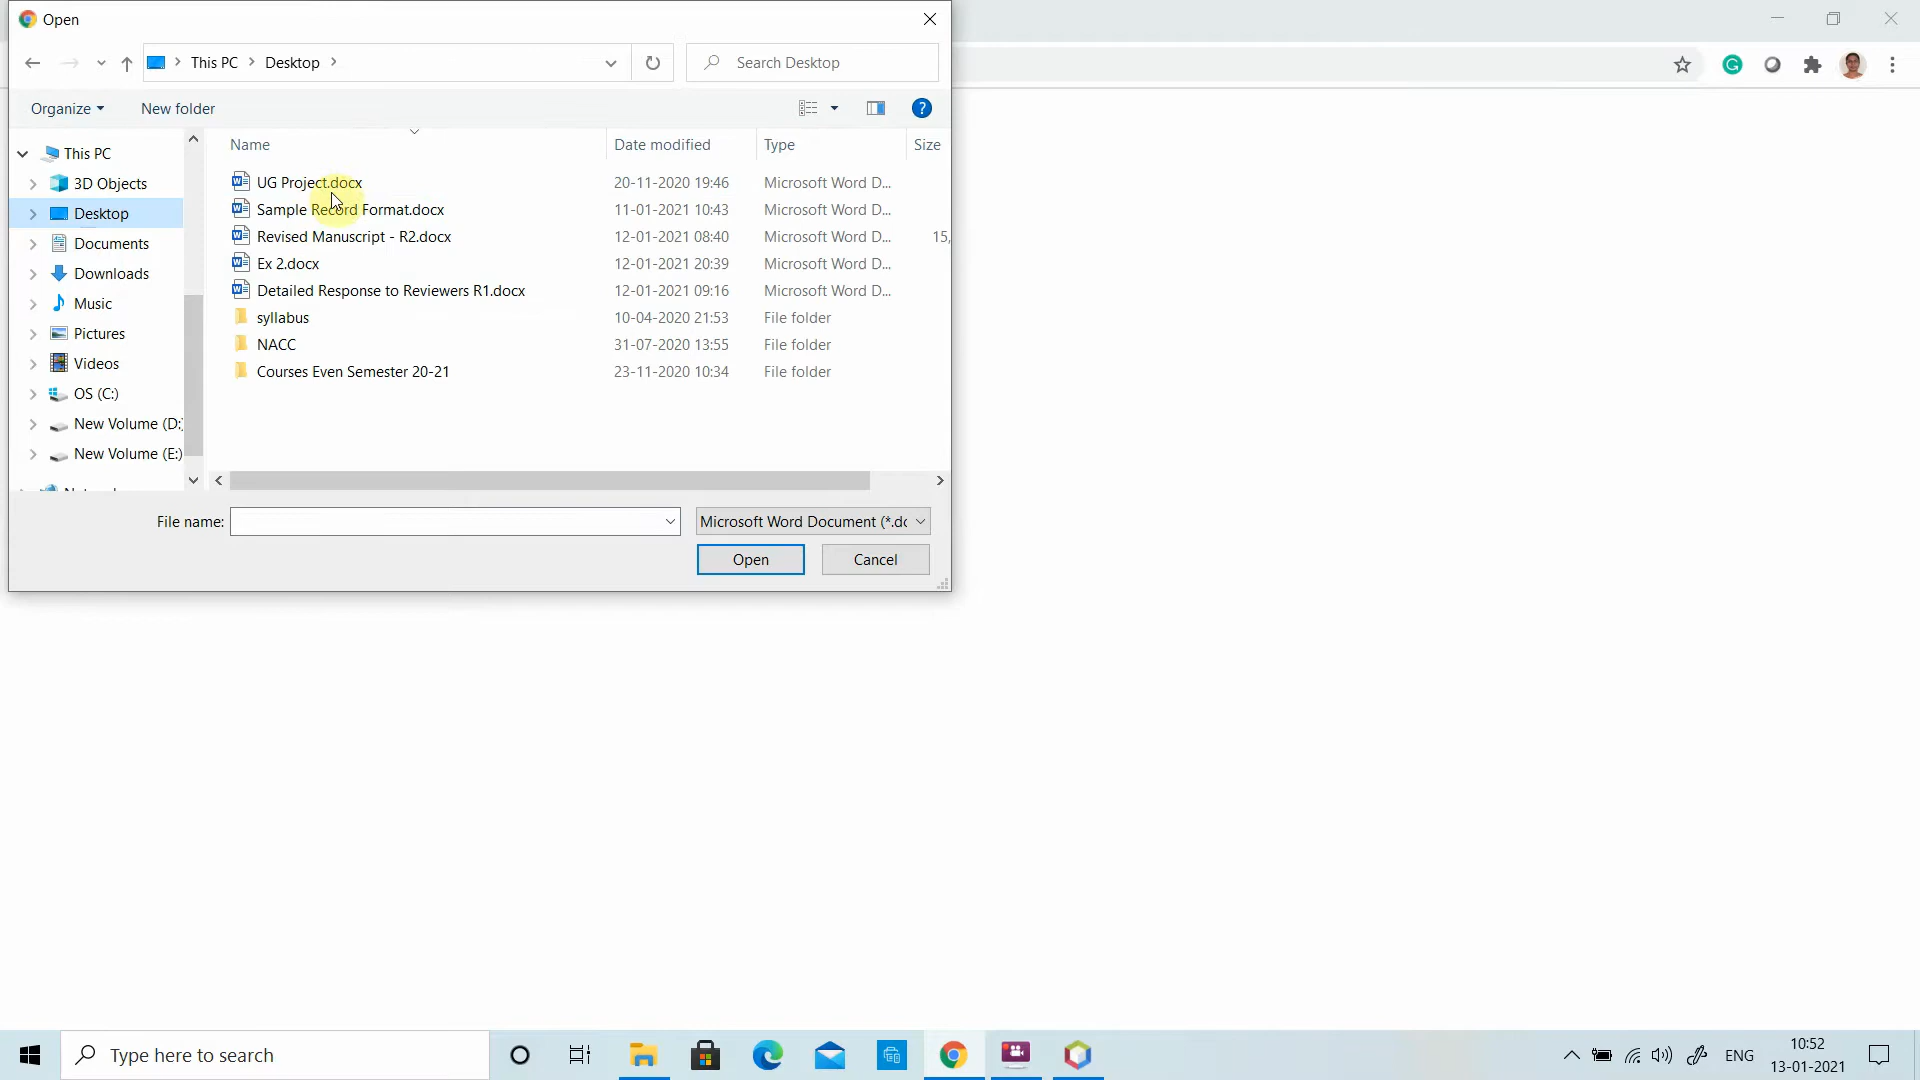 Open
This PC
Desktop
Search Desktop
Organize
New folder
Name
Date modified
Type
Size
This PC
3D Objects
Desktop
Documents
Downloads
Music
Pictures
Videos
OS (C:)
New Volume (D:)
New Volume (E:)
UG Project.docx 20-11-2020 19:46 Microsoft Word D...
Sample Record Format.docx 11-01-2021 10:43 Microsoft Word D...
Revised Manuscript - R2.docx 12-01-2021 08:40 Microsoft Word D... 15,
Ex 2.docx 12-01-2021 20:39 Microsoft Word D...
Detailed Response to Reviewers R1.docx 12-01-2021 09:16 Microsoft Word D...
syllabus 10-04-2020 21:53 File folder
NACC 31-07-2020 13:55 File folder
Courses Even Semester 20-21 23-11-2020 10:34 File folder
File name:
Microsoft Word Document (*.dc
Open
Cancel
Type here to search
ENG
10:52
13-01-2021